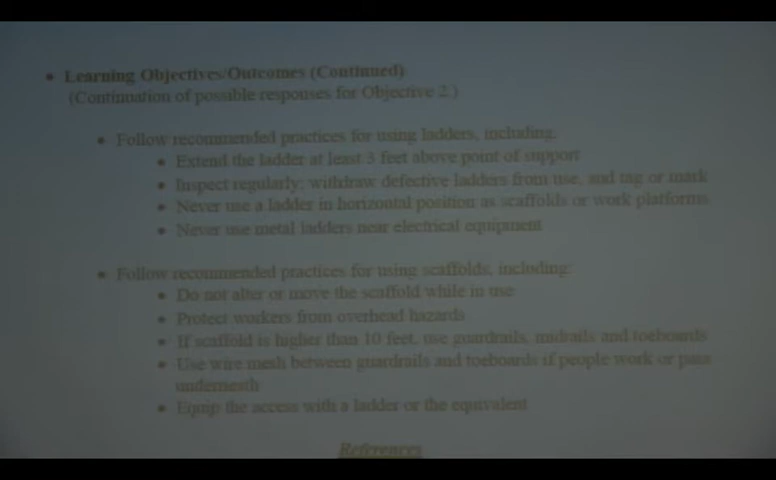 • Learning Objectives/Outcomes (Continued)
(Continuation of possible responses for Objective 2.)
• Follow recommended practices for using ladders, including:
• Extend the ladder at least 3 feet above point of support
• Inspect regularly; withdraw defective ladders from use, and tag or mark
• Never use a ladder in horizontal position as scaffolds or work platforms
• Never use metal ladders near electrical equipment
• Follow recommended practices for using scaffolds, including:
• Do not alter or move the scaffold while in use
• Protect workers from overhead hazards
• If scaffold is higher than 10 feet, use guardrails, midrails and toeboards
• Use wire mesh between guardrails and toeboards if people work or pass
underneath
• Equip the access with a ladder or the equivalent
References